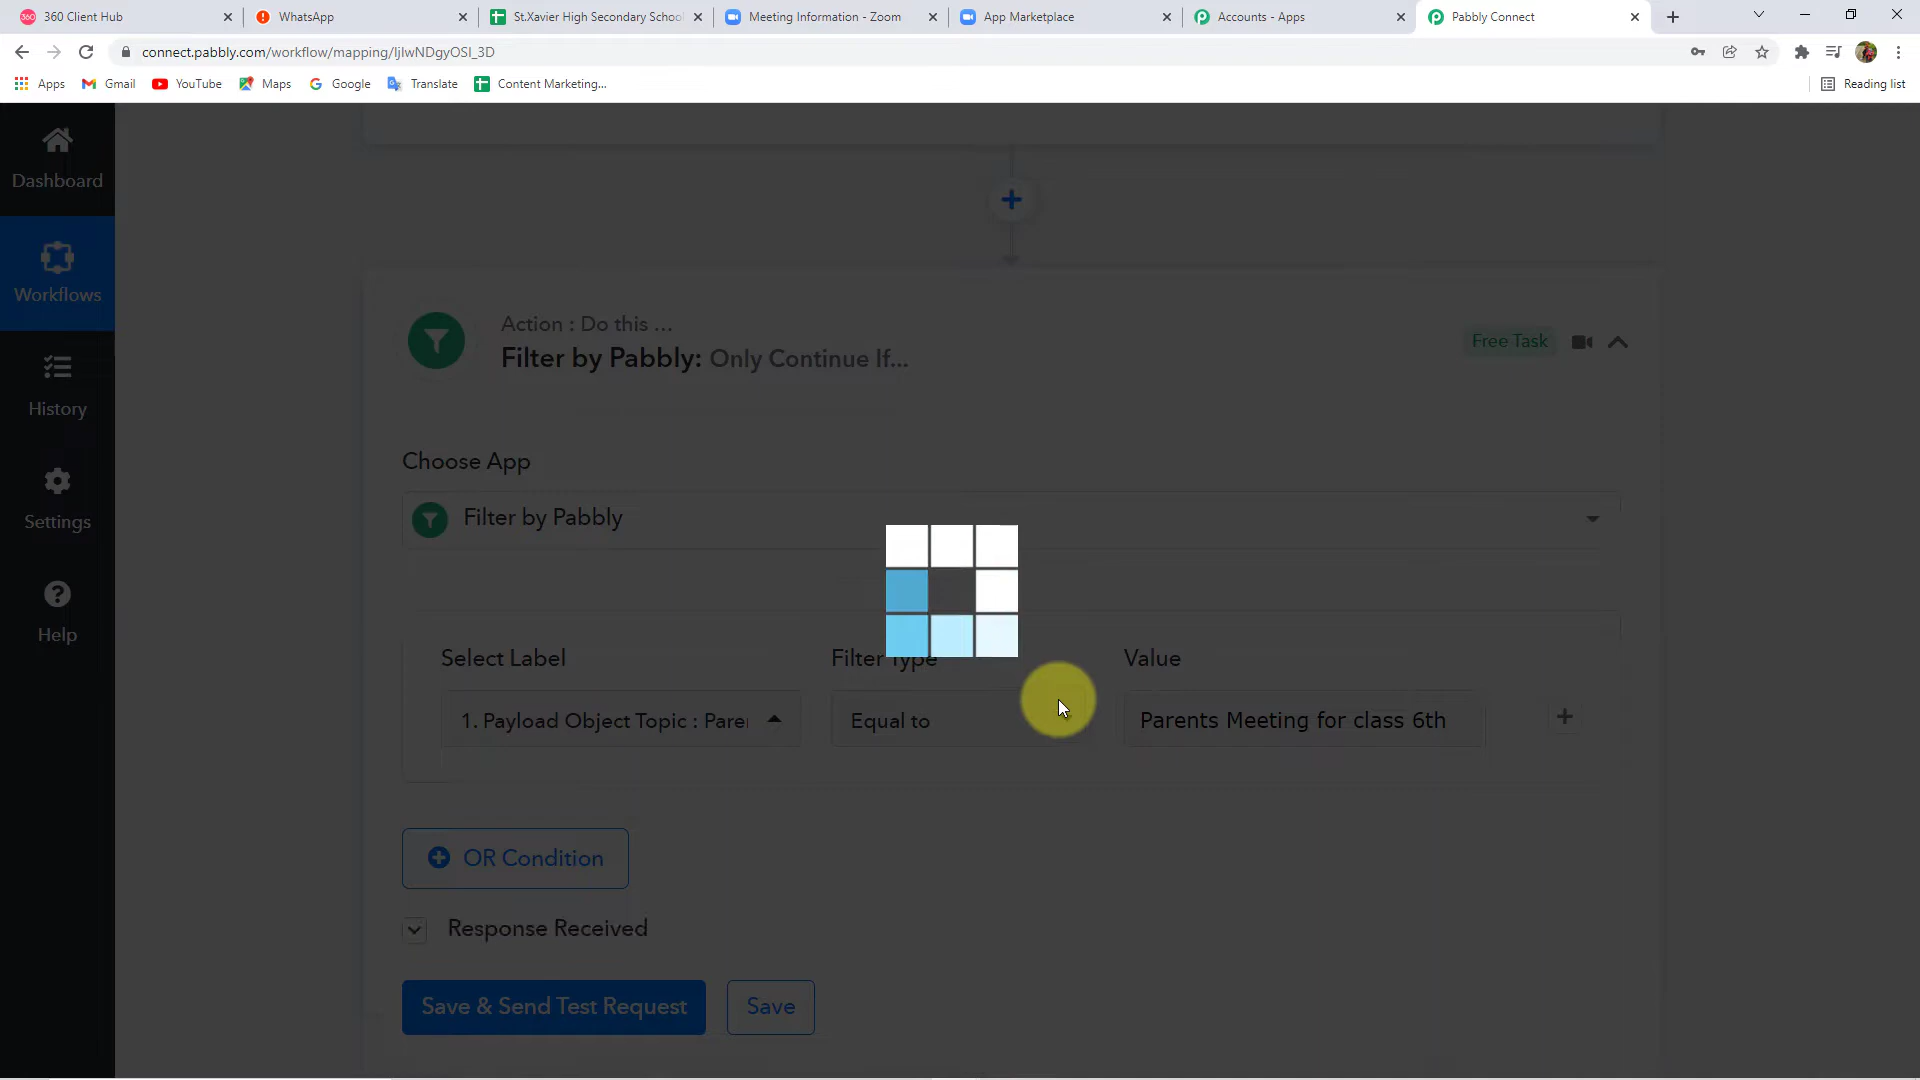 360 Client Hub
WhatsApp
St.Xavier High Secondary School
Meeting Information - Zoom
App Marketplace
Accounts - Apps
Pabbly Connect
connect.pabbly.com/workflow/mapping/IjIwNDgyOSI_3D
Apps
Gmail
YouTube
Maps
Google
Translate
Content Marketing...
Reading list
Dashboard
Workflows
History
Settings
Help
Action : Do this ...
Filter by Pabbly: Only Continue If...
Free Task
Choose App
Filter by Pabbly
Select Label
Filter Type
Value
1. Payload Object Topic : Parer
Equal to
Parents Meeting for class 6th
OR Condition
Response Received
Save & Send Test Request
Save